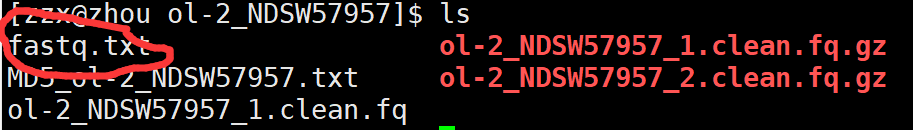 [zzx@zhou ol-2_NDSW57957]$ ls
fastq.txt ol-2_NDSW57957_1.clean.fq.gz
MD5_ol-2_NDSW57957.txt ol-2_NDSW57957_2.clean.fq.gz
ol-2_NDSW57957_1.clean.fq